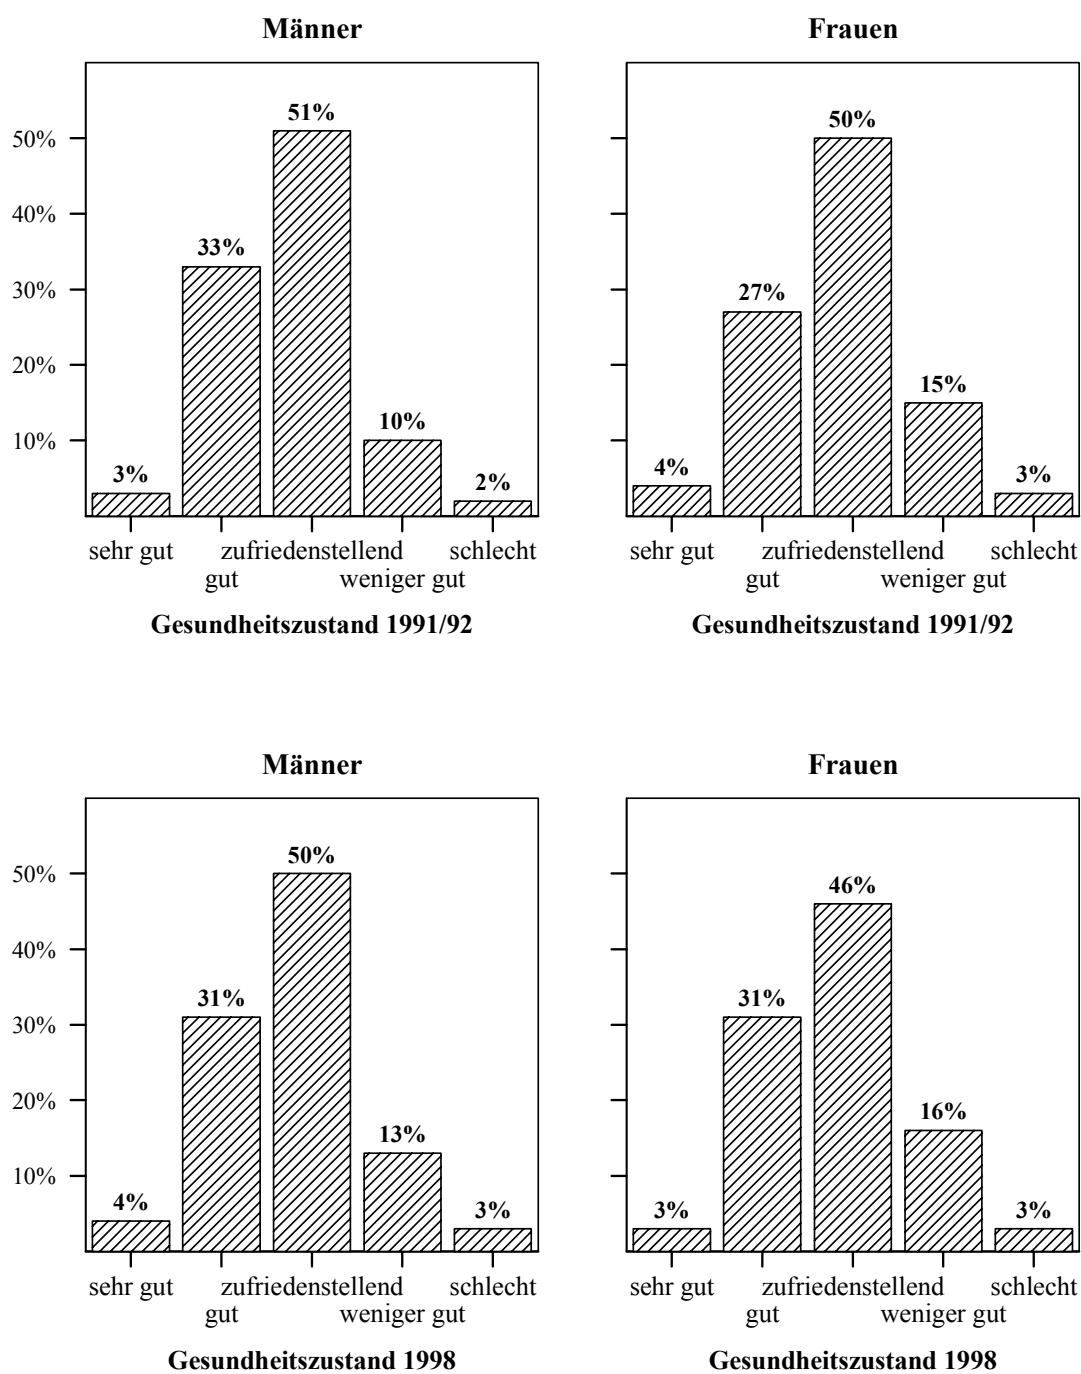 Männer
51%
50%
40%
33%
30%
20%
10%
10%
3%
2%
sehr gut
zufriedenstellend
schlecht
gut
weniger gut
Gesundheitszustand 1991/92
Frauen
50%
27%
15%
4%
3%
sehr gut
zufriedenstellend
schlecht
gut
weniger gut
Gesundheitszustand 1991/92
Männer
50%
50%
40%
31%
30%
20%
13%
10%
4%
3%
sehr gut
zufriedenstellend
schlecht
gut
weniger gut
Gesundheitszustand 1998
Frauen
46%
31%
16%
3%
3%
sehr gut
zufriedenstellend
schlecht
gut
weniger gut
Gesundheitszustand 1998